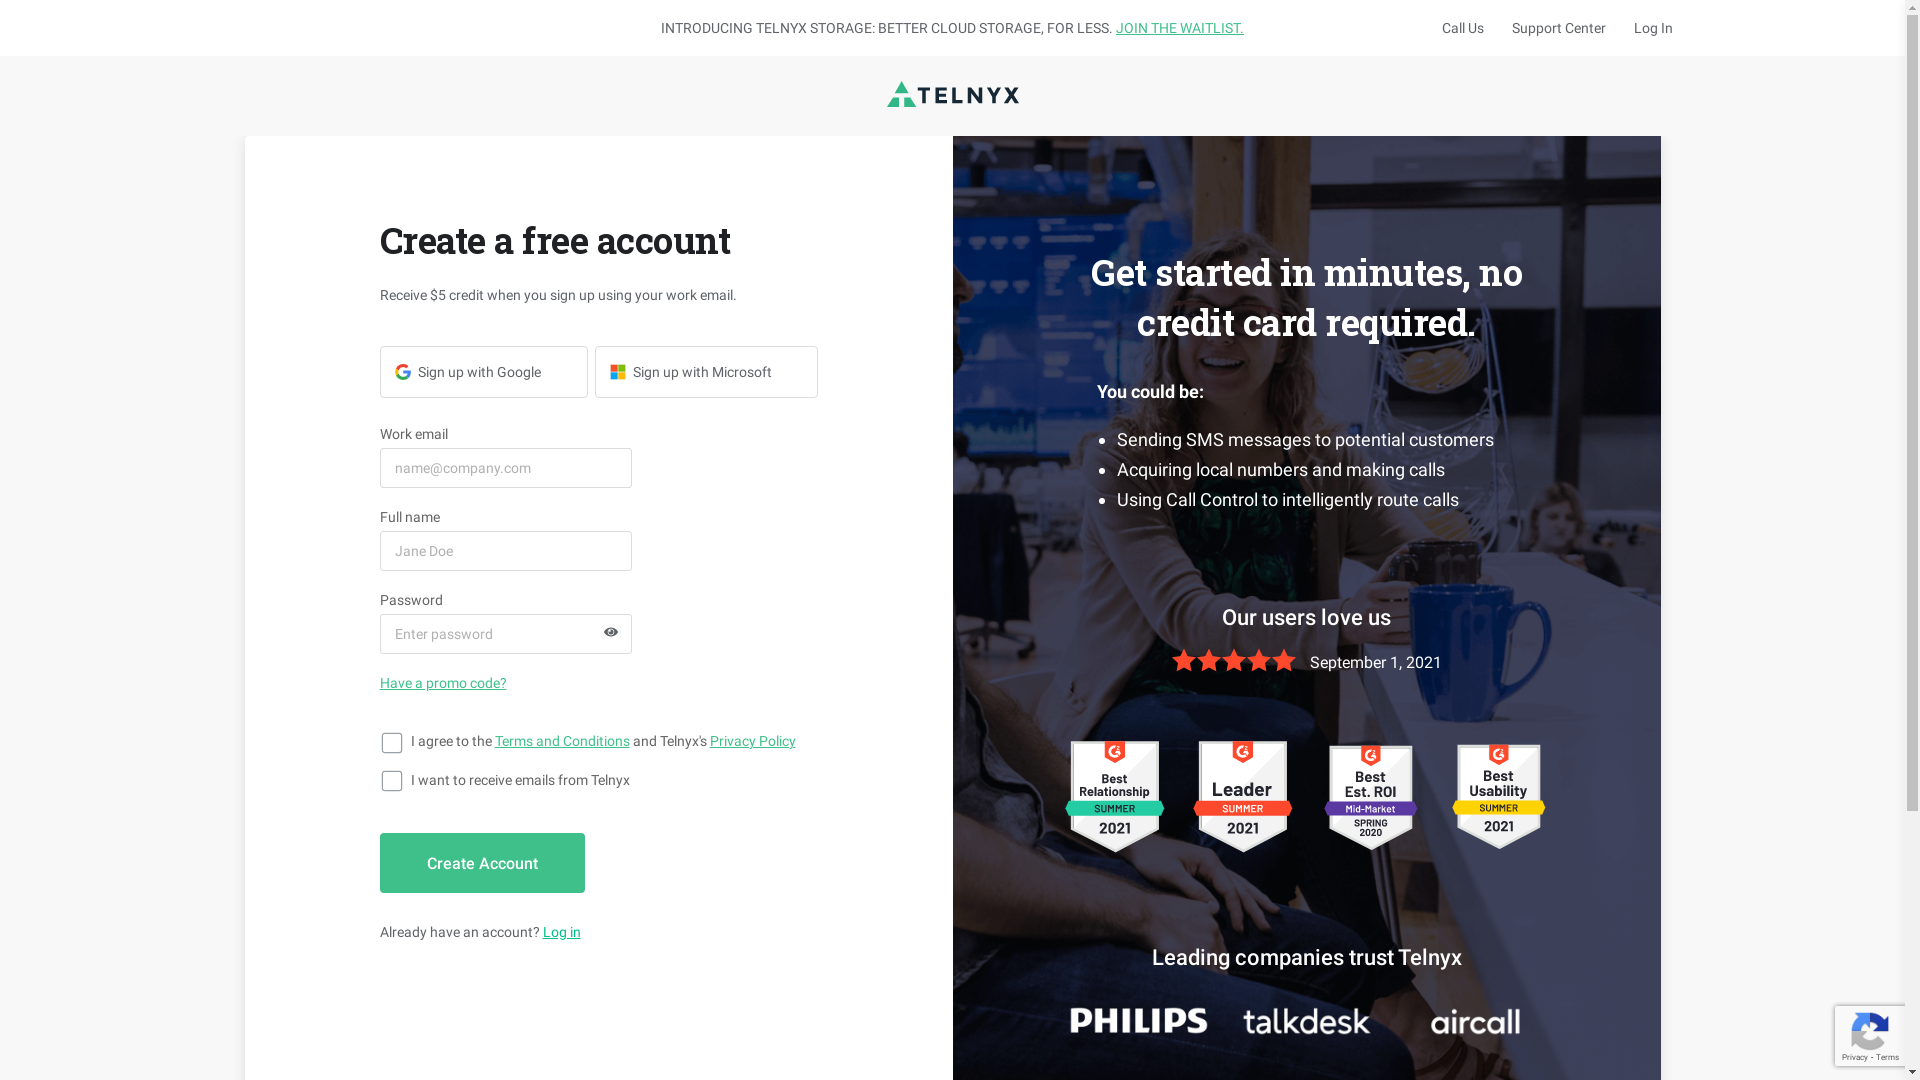 INTRODUCING TELNYX STORAGE: BETTER CLOUD STORAGE, FOR LESS. JOIN THE WAITLIST.
Call Us
Support Center
Log In
TELNYX
Create a free account
Receive $5 credit when you sign up using your work email.
Sign up with Google
Sign up with Microsoft
Work email
name@company.com
Full name
Jane Doe
Password
Enter password
Have a promo code?
I agree to the Terms and Conditions and Telnyx's Privacy Policy
I want to receive emails from Telnyx
Create Account
Already have an account? Log in
Get started in minutes, no
credit card required.
You could be:
Sending SMS messages to potential customers
Acquiring local numbers and making calls
Using Call Control to intelligently route calls
Our users love us
September 1, 2021
Best
Relationship
SUMMER
2021
Leader
SUMMER
2021
Best
Est. ROI
Mid-Market
SPRING
2020
Best
Usability
SUMMER
2021
Leading companies trust Telnyx
PHILIPS
talkdesk
aircall
Privacy - Terms